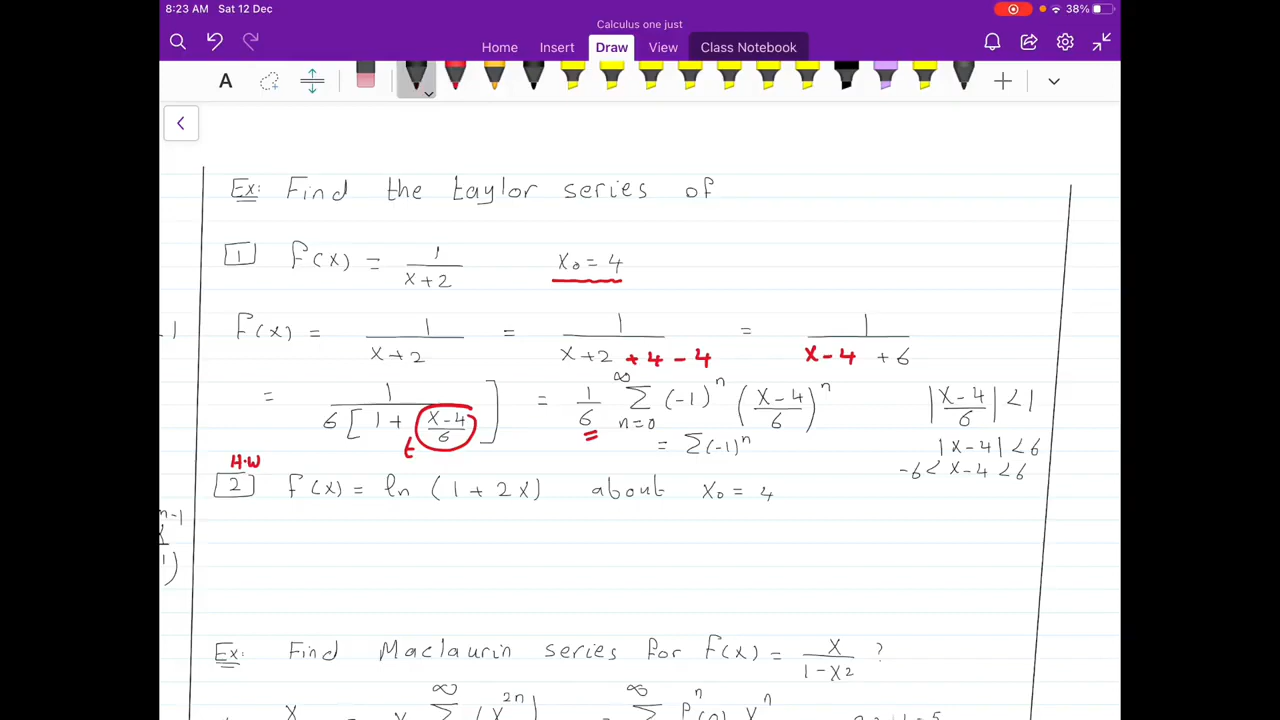 8:23 AM Sat 12 Dec
38%
Calculus one just
Home Insert Draw View Class Notebook
A
Ex: Find the taylor series of
1 f(x) = 1/(x+2) x₀ = 4
f(x) = 1/(x+2) = 1/(x+2 +4 -4) = 1/(x-4 +6)
= 1/(6[1 + (x-4)/6]) = 1/6 ∑_{n=0}^{∞} (-1)ⁿ ((x-4)/6)ⁿ |(x-4)/6| < 1
t = ∑(-1)ⁿ |x-4| < 6
-6 < x-4 < 6
H.W
2 f(x) = ln (1+2x) about x₀ = 4
Ex: Find Maclaurin series for f(x) = x/(1-x²) ?